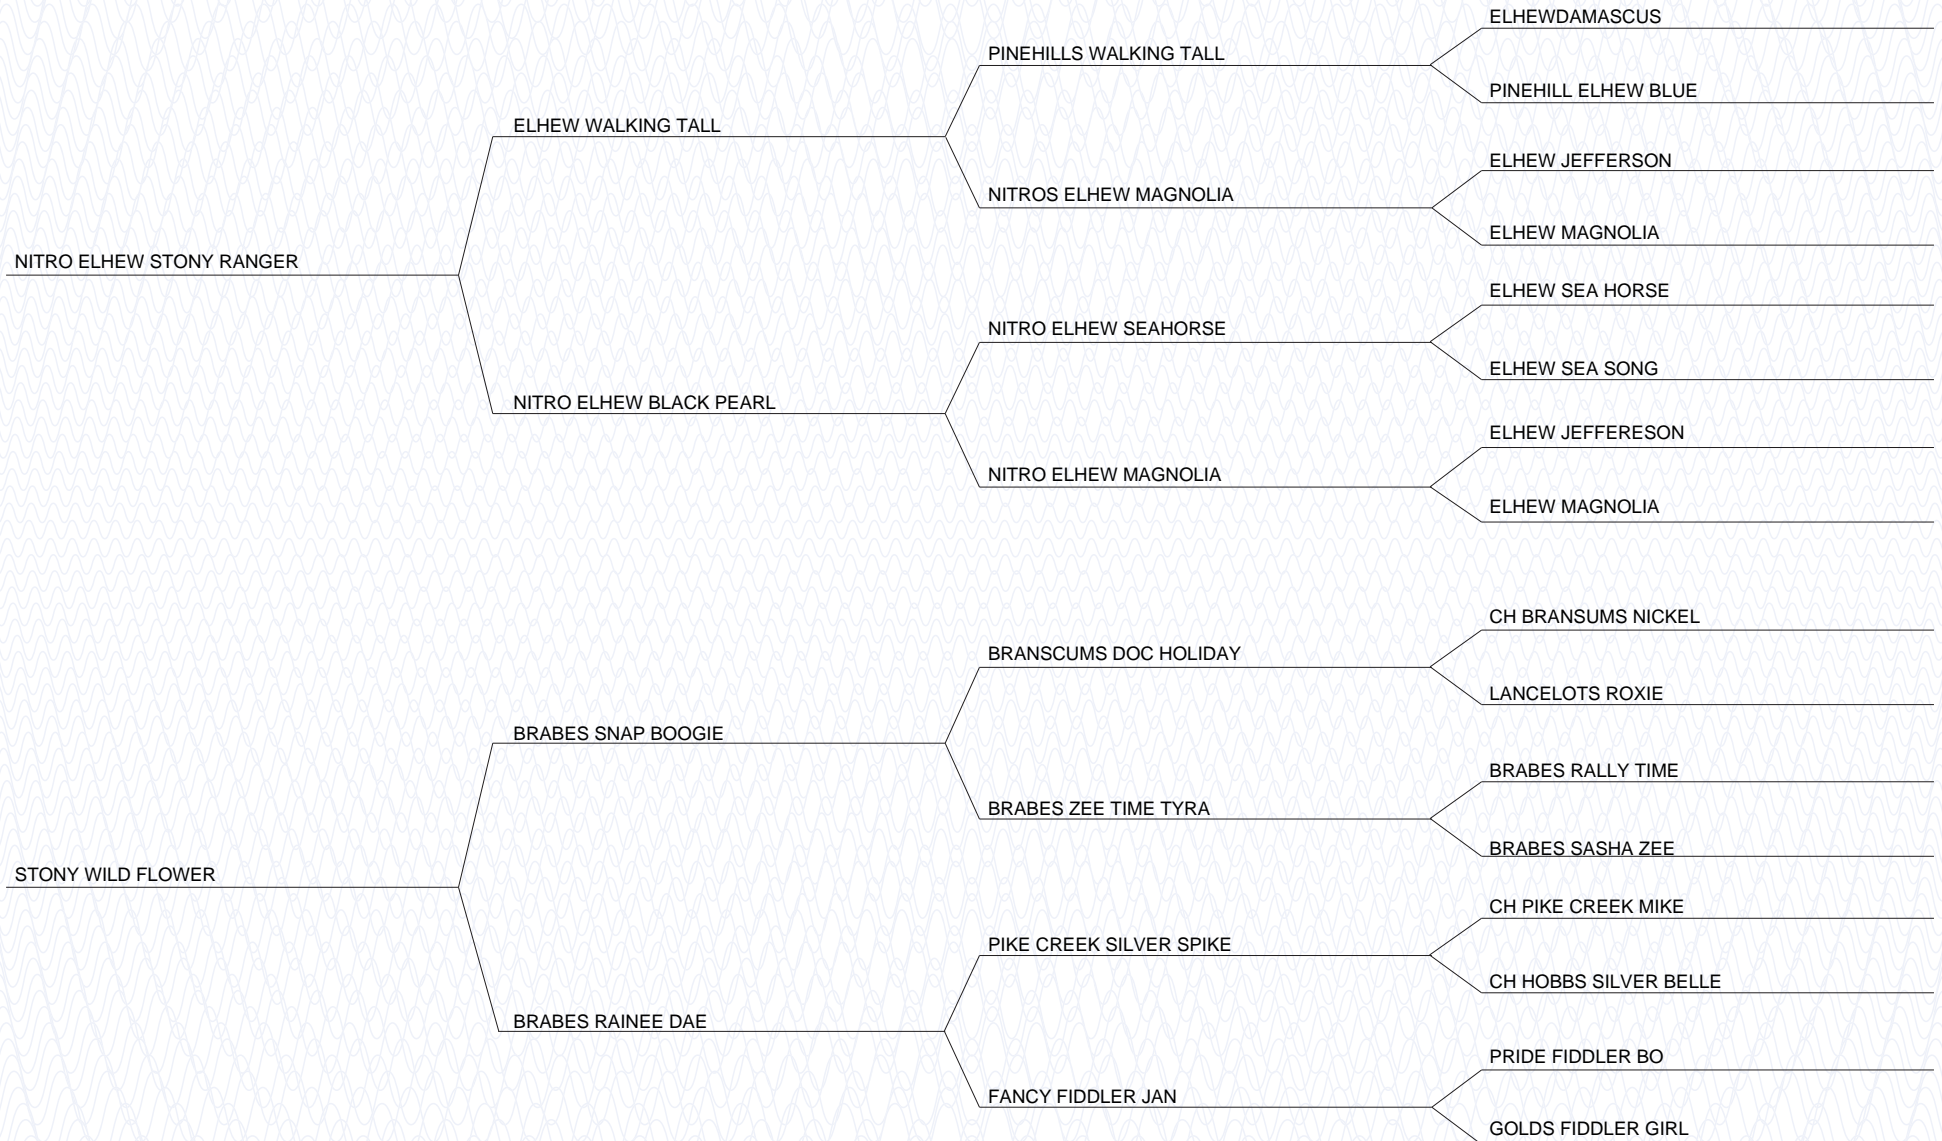 ELHEWDAMASCUS
PINEHILLS WALKING TALL
PINEHILL ELHEW BLUE
ELHEW WALKING TALL
ELHEW JEFFERSON
NITROS ELHEW MAGNOLIA
ELHEW MAGNOLIA
NITRO ELHEW STONY RANGER
ELHEW SEA HORSE
NITRO ELHEW SEAHORSE
ELHEW SEA SONG
NITRO ELHEW BLACK PEARL
ELHEW JEFFERESON
NITRO ELHEW MAGNOLIA
ELHEW MAGNOLIA
CH BRANSUMS NICKEL
BRANSCUMS DOC HOLIDAY
LANCELOTS ROXIE
BRABES SNAP BOOGIE
BRABES RALLY TIME
BRABES ZEE TIME TYRA
BRABES SASHA ZEE
STONY WILD FLOWER
CH PIKE CREEK MIKE
PIKE CREEK SILVER SPIKE
CH HOBBS SILVER BELLE
BRABES RAINEE DAE
PRIDE FIDDLER BO
FANCY FIDDLER JAN
GOLDS FIDDLER GIRL